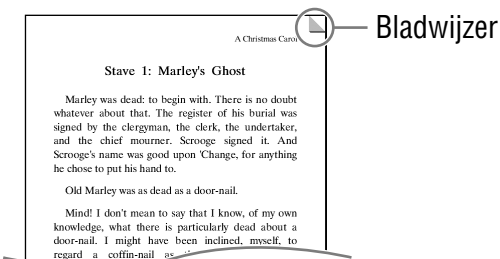 A Christmas Caro
Bladwijzer
Stave 1: Marley's Ghost
Marley was dead: to begin with. There is no doubt
whatever about that. The register of his burial was
signed by the clergyman, the clerk, the undertaker,
and the chief mourner. Scrooge signed it. And
Scrooge's name was good upon 'Change, for anything
he chose to put his hand to.
Old Marley was as dead as a door-nail.
Mind! I don't mean to say that I know, of my own
knowledge, what there is particularly dead about a
door-nail. I might have been inclined, myself, to
regard a coffin-nail as